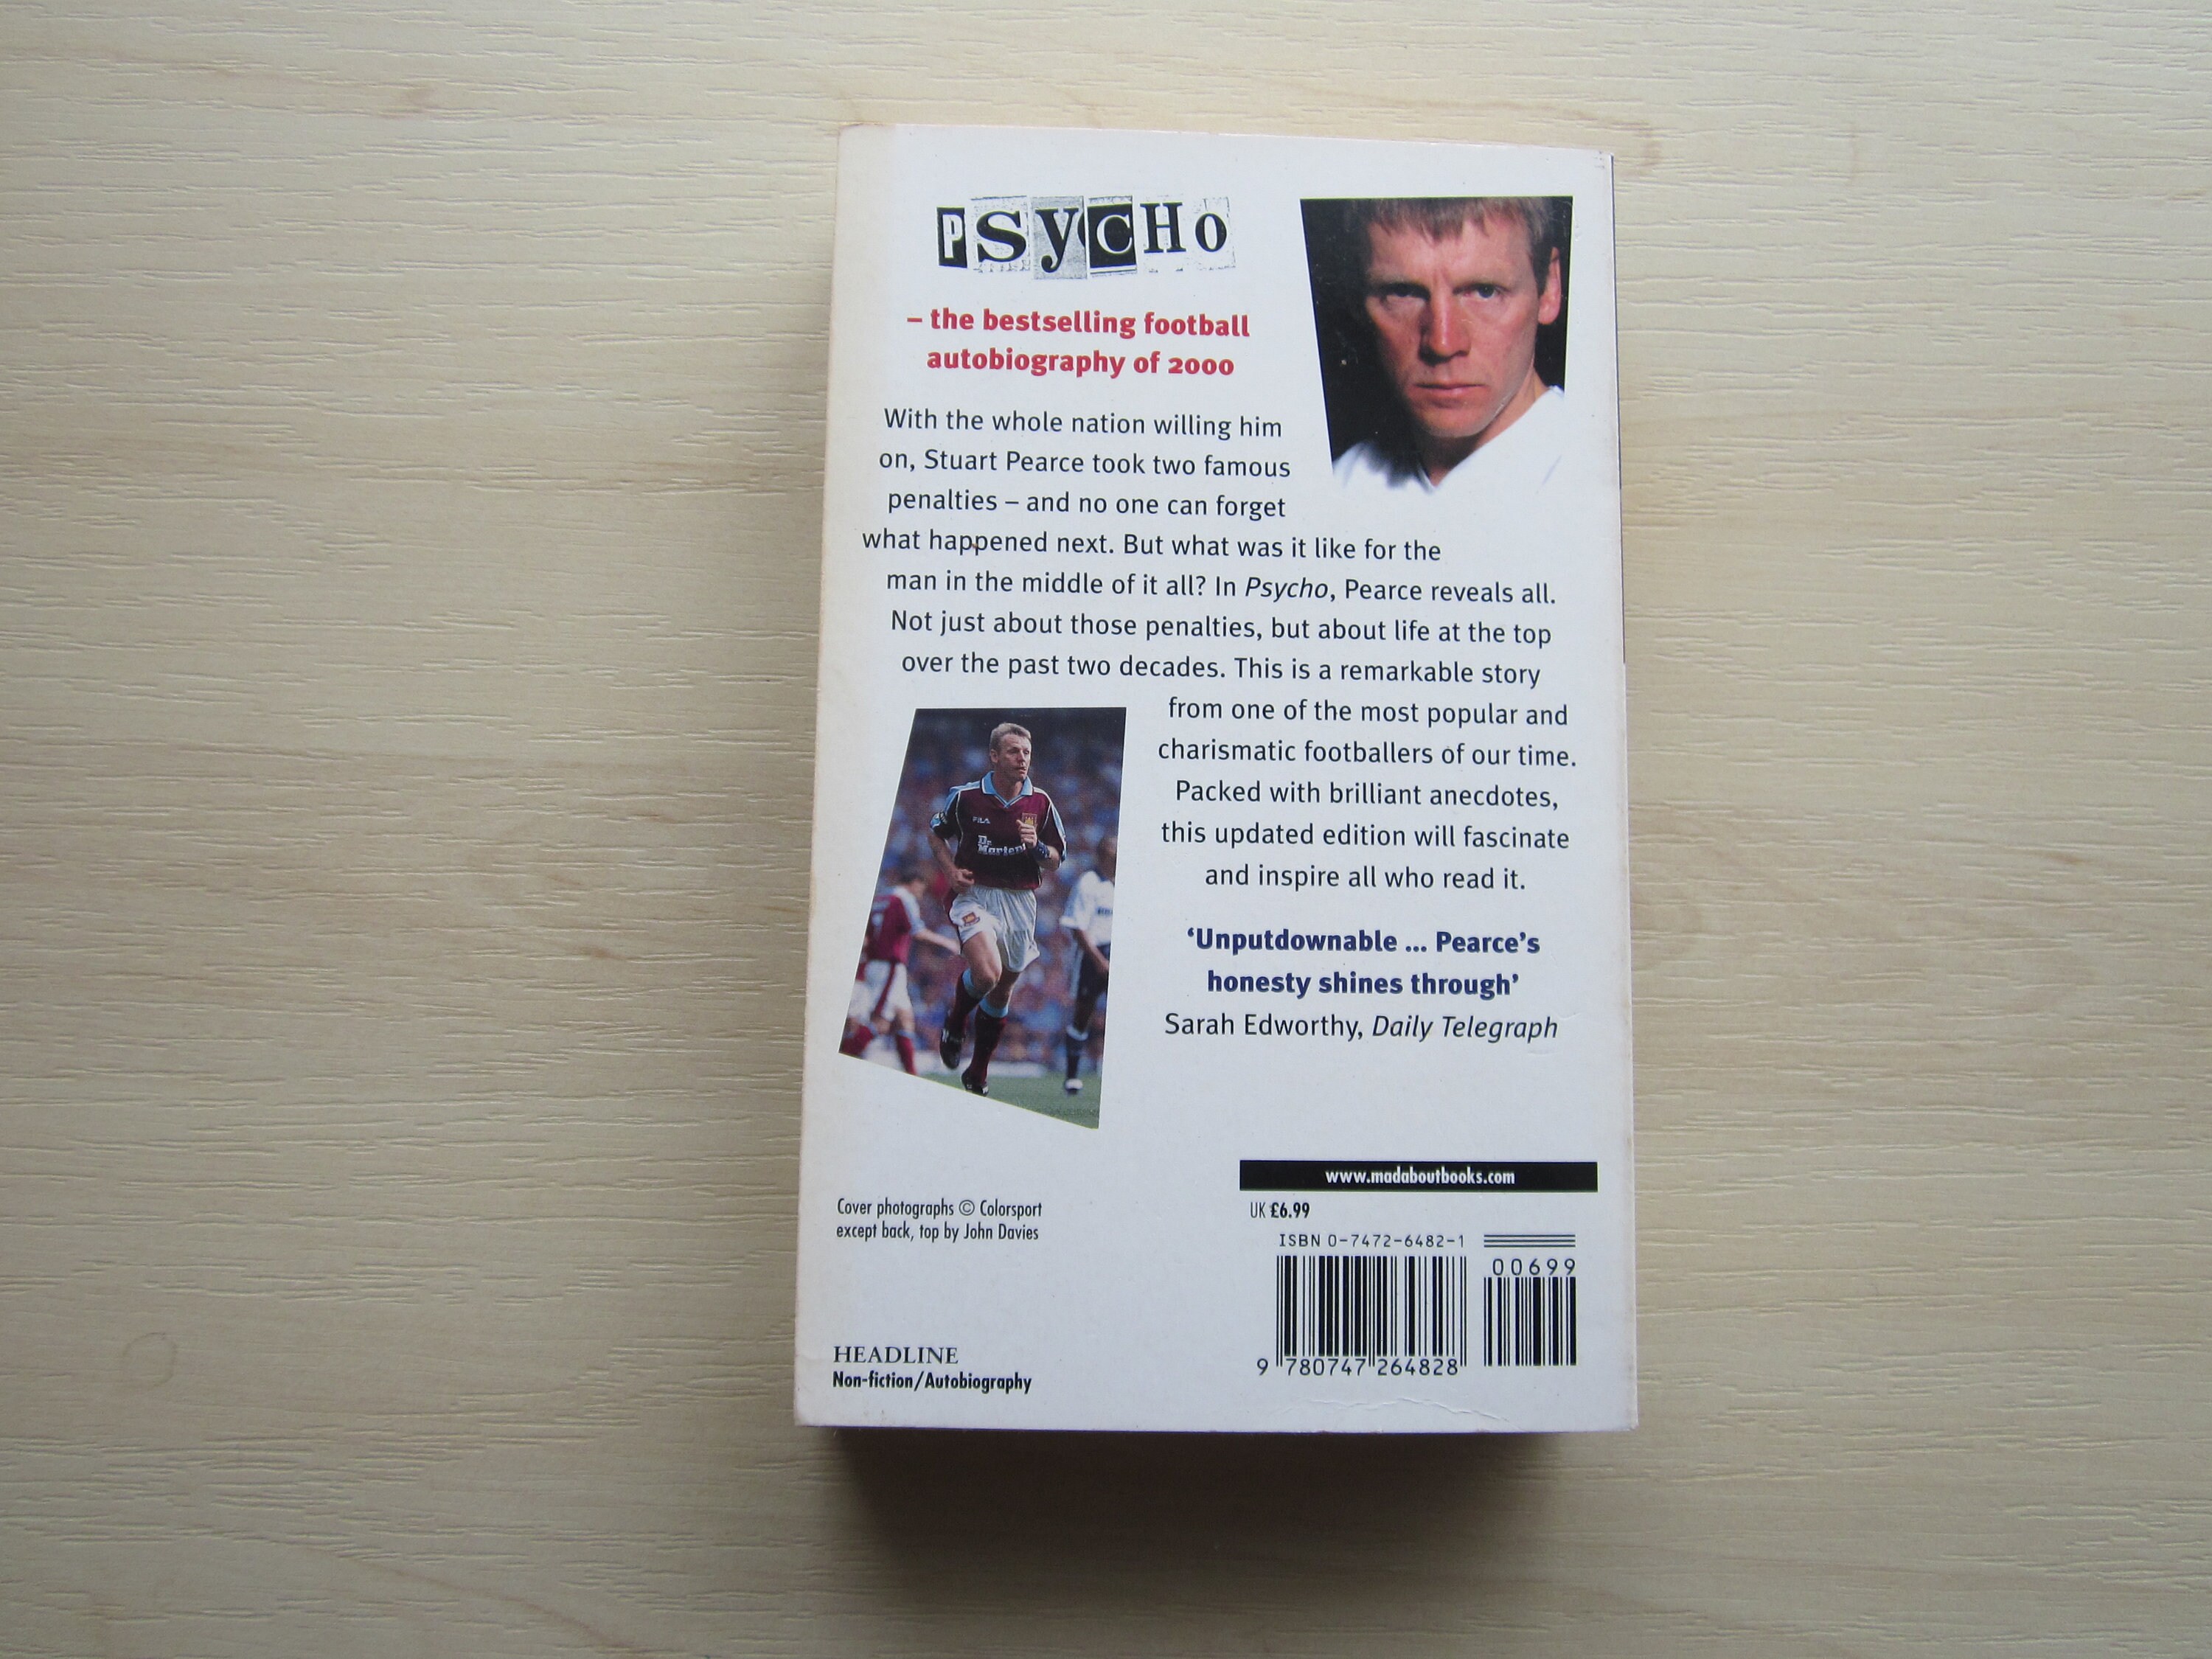 PSycHo
– the bestselling football
autobiography of 2000
With the whole nation willing him
on, Stuart Pearce took two famous
penalties – and no one can forget
what happened next. But what was it like for the
man in the middle of it all? In Psycho, Pearce reveals all.
Not just about those penalties, but about life at the top
over the past two decades. This is a remarkable story
from one of the most popular and
charismatic footballers of our time.
Packed with brilliant anecdotes,
this updated edition will fascinate
and inspire all who read it.
FILA
Dr.
Martens
‘Unputdownable ... Pearce’s
honesty shines through’
Sarah Edworthy, Daily Telegraph
www.madaboutbooks.com
Cover photographs © Colorsport
except back, top by John Davies
UK £6.99
ISBN 0-7472-6482-1
00699
9 780747 264828
HEADLINE
Non-fiction/Autobiography